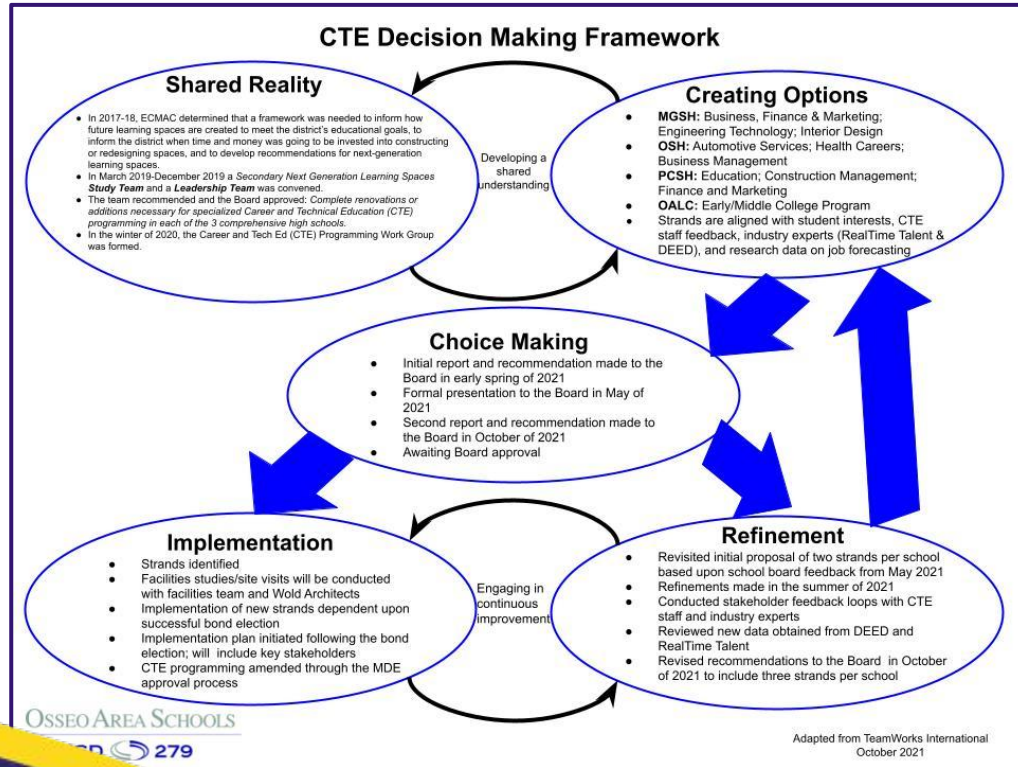 CTE Decision Making Framework
Shared Reality
● In 2017-18, ECMAC determined that a framework was needed to inform how
future learning spaces are created to meet the district's educational goals, to
inform the district when time and money was going to be invested into constructing
or redesigning spaces, and to develop recommendations for next-generation
learning spaces.
● In March 2019-December 2019 a Secondary Next Generation Learning Spaces
Study Team and a Leadership Team was convened.
● The team recommended and the Board approved: Complete renovations or
additions necessary for specialized Career and Technical Education (CTE)
programming in each of the 3 comprehensive high schools.
● In the winter of 2020, the Career and Tech Ed (CTE) Programming Work Group
was formed.
Developing a
shared
understanding
Creating Options
● MGSH: Business, Finance & Marketing;
Engineering Technology; Interior Design
● OSH: Automotive Services; Health Careers;
Business Management
● PCSH: Education; Construction Management;
Finance and Marketing
● OALC: Early/Middle College Program
● Strands are aligned with student interests, CTE
staff feedback, industry experts (RealTime Talent &
DEED), and research data on job forecasting
Choice Making
● Initial report and recommendation made to the
Board in early spring of 2021
● Formal presentation to the Board in May of
2021
● Second report and recommendation made to
the Board in October of 2021
● Awaiting Board approval
Implementation
● Strands identified
● Facilities studies/site visits will be conducted
with facilities team and Wold Architects
● Implementation of new strands dependent upon
successful bond election
● Implementation plan initiated following the bond
election; will include key stakeholders
● CTE programming amended through the MDE
approval process
Engaging in
continuous
improvement
Refinement
● Revisited initial proposal of two strands per school
based upon school board feedback from May 2021
● Refinements made in the summer of 2021
● Conducted stakeholder feedback loops with CTE
staff and industry experts
● Reviewed new data obtained from DEED and
RealTime Talent
● Revised recommendations to the Board in October
of 2021 to include three strands per school
OSSEO AREA SCHOOLS
279
Adapted from TeamWorks International
October 2021